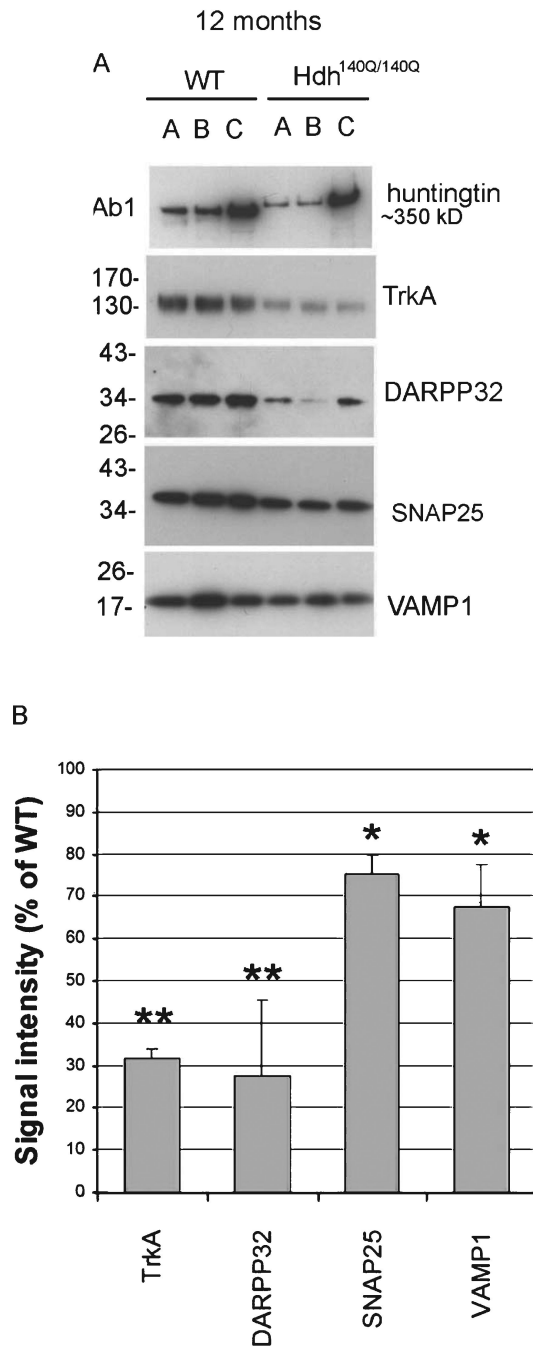 12 months
A
WT Hdh140Q/140Q
A B C A B C
Ab1 huntingtin
~350 kD
170-
130- TrkA
43-
34- DARPP32
26-
43-
34- SNAP25
26-
17- VAMP1
B
Signal intensity (% of WT)
100
90
80
70
60
50
40
30
20
10
0
** ** * *
TrkA DARPP32 SNAP25 VAMP1